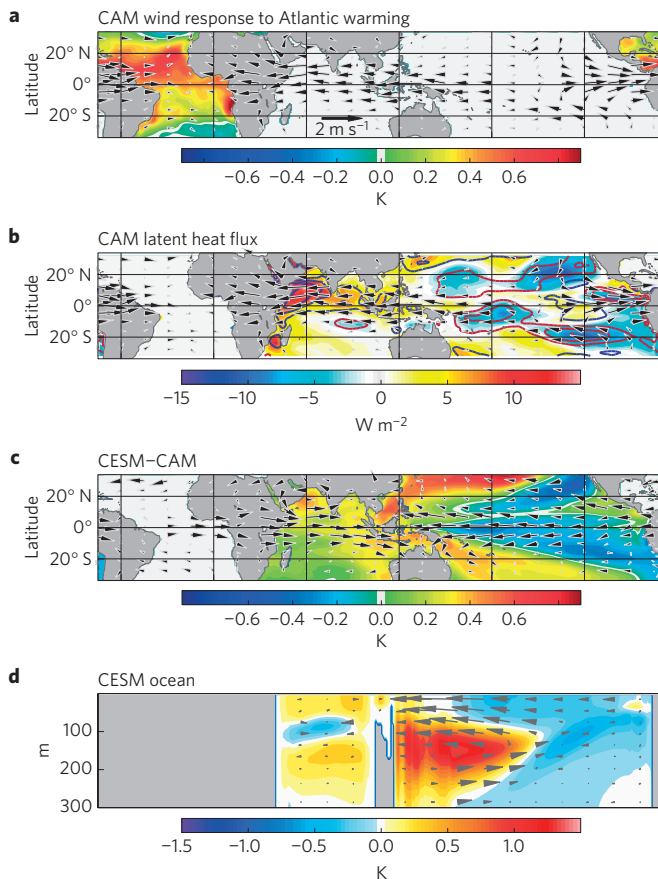 a
CAM wind response to Atlantic warming
Latitude
20° N
0°
20° S
2 m s⁻¹
−0.6 −0.4 −0.2 0.0 0.2 0.4 0.6
K
b
CAM latent heat flux
20° N
0°
20° S
−15 −10 −5 0 5 10
W m⁻²
c
CESM−CAM
Latitude
20° N
0°
20° S
−0.6 −0.4 −0.2 0.0 0.2 0.4 0.6
K
d
CESM ocean
m
100
200
300
−1.5 −1.0 −0.5 0.0 0.5 1.0
K